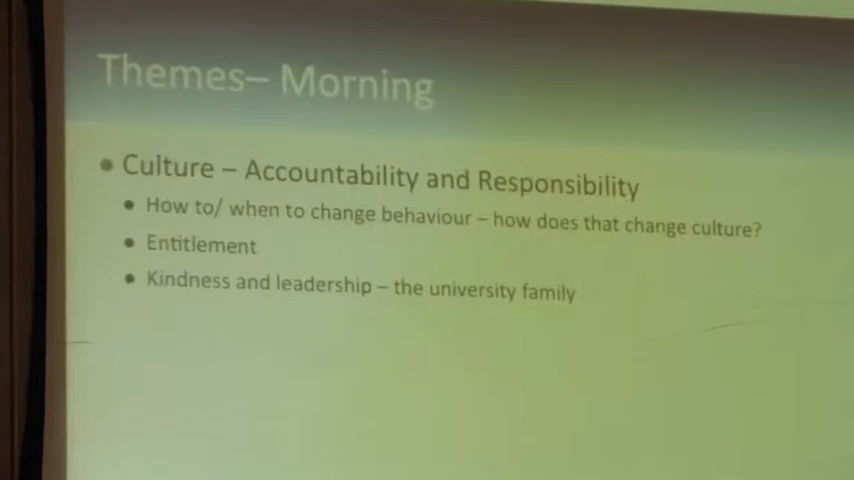 Themes– Morning
• Culture – Accountability and Responsibility
• How to/ when to change behaviour – how does that change culture?
• Entitlement
• Kindness and leadership – the university family